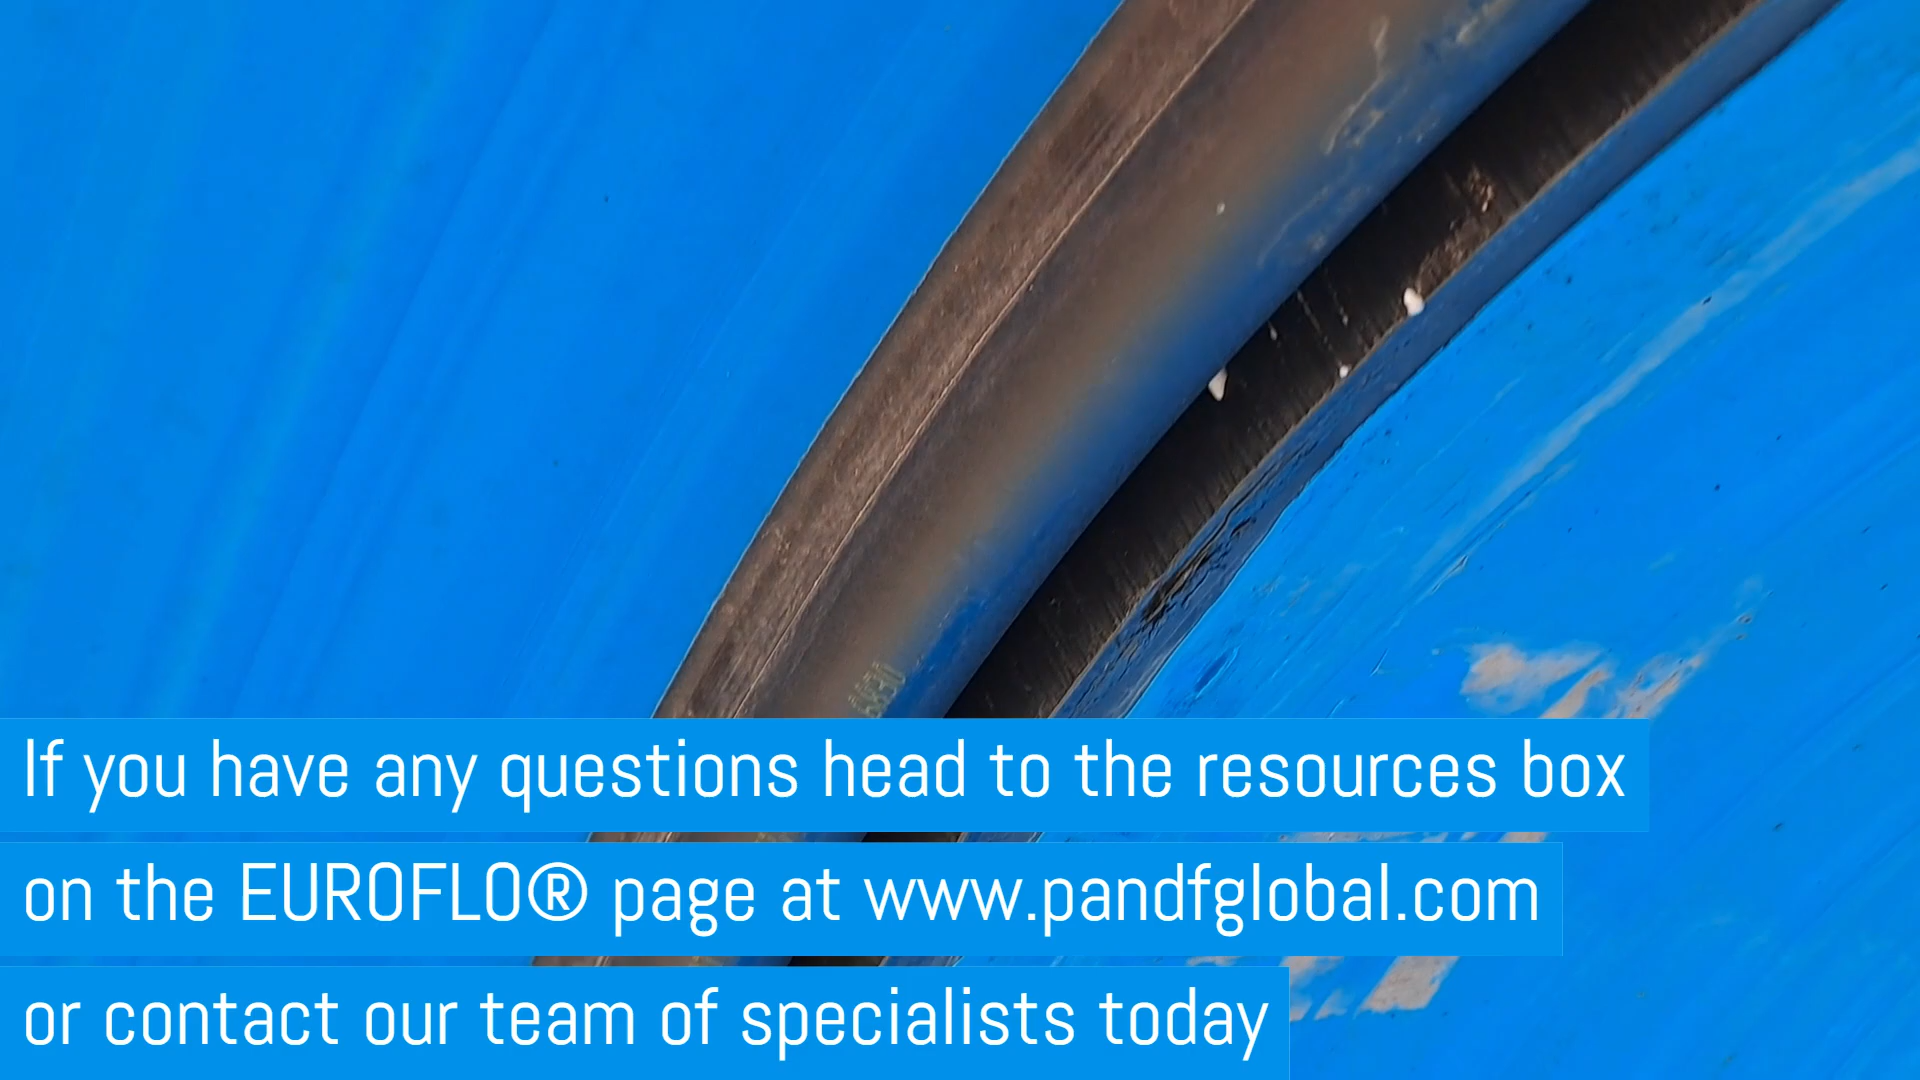 If you have any questions head to the resources box
on the EUROFLO® page at www.pandfglobal.com
or contact our team of specialists today